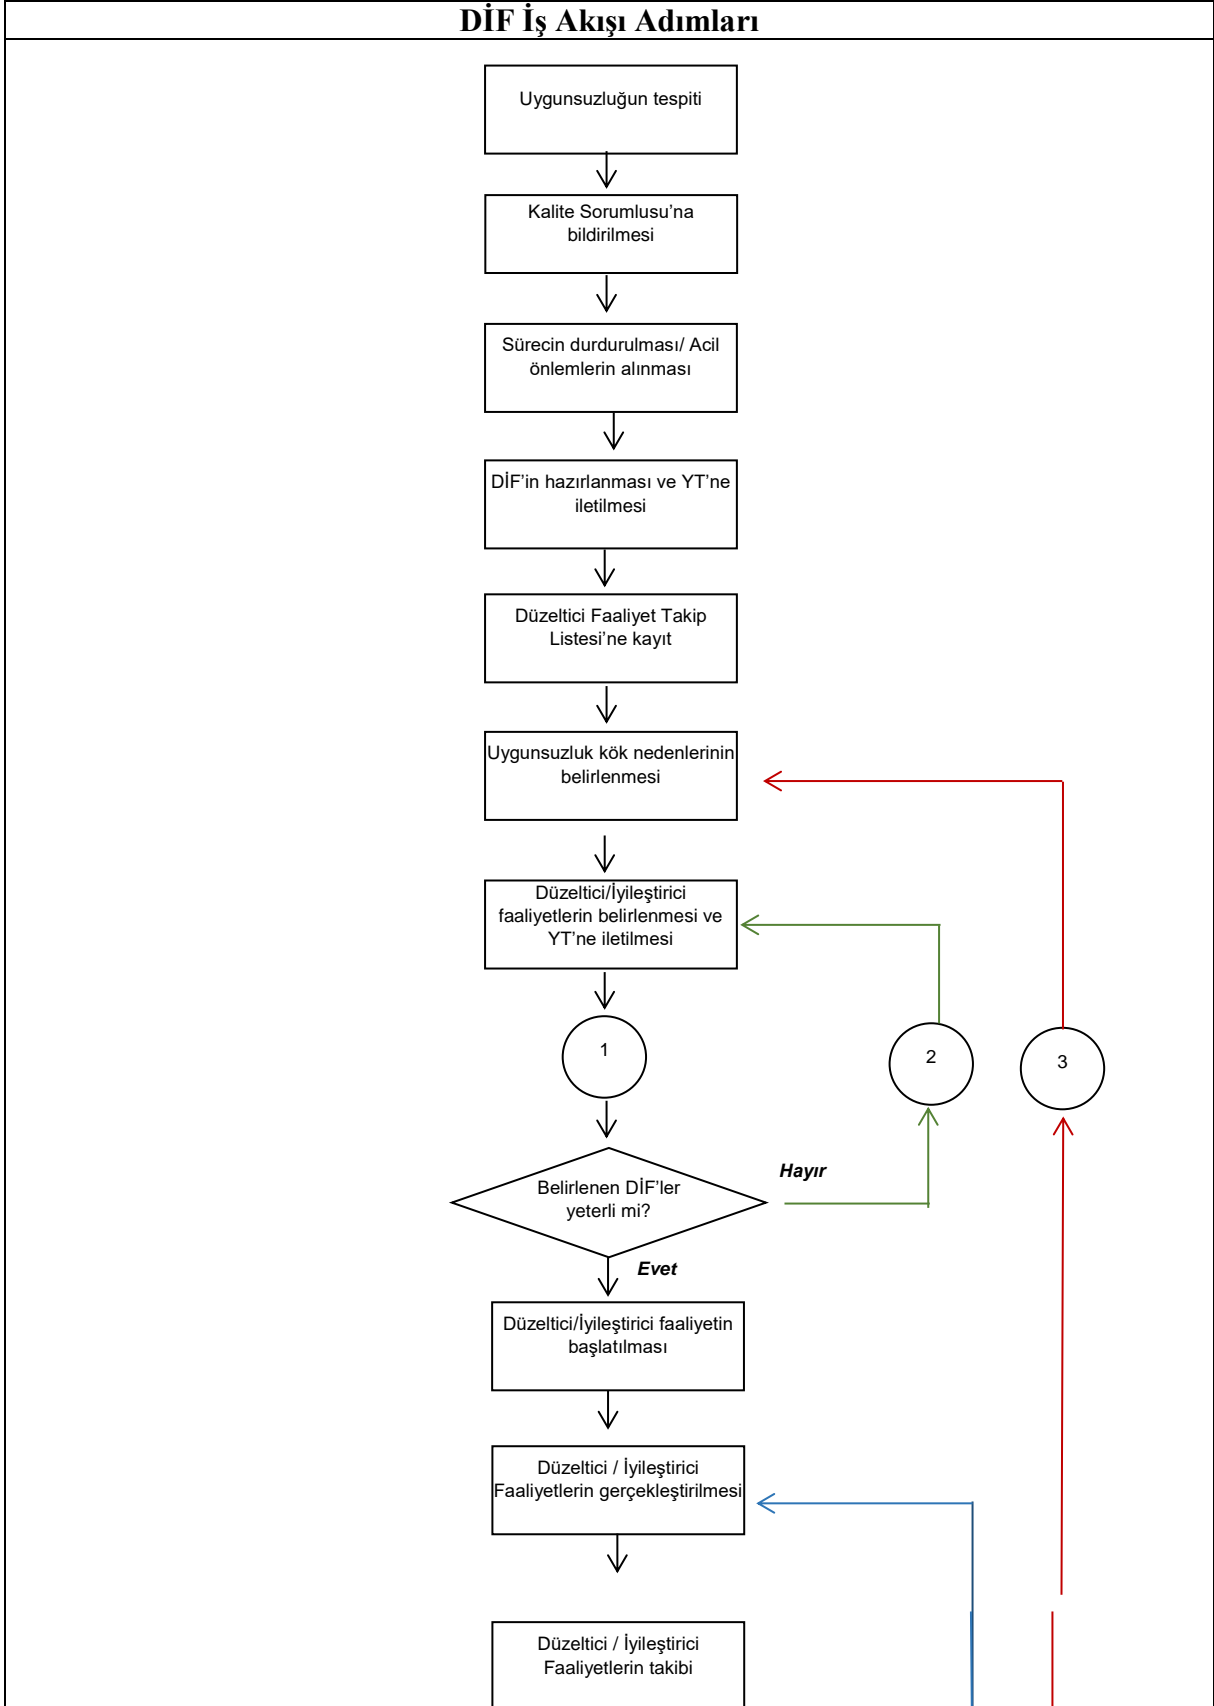 DİF İş Akışı Adımları
Uygunsuzluğun tespiti
Kalite Sorumlusu’na
bildirilmesi
Sürecin durdurulması/ Acil
önlemlerin alınması
DİF’in hazırlanması ve YT’ne
iletilmesi
Düzeltici Faaliyet Takip
Listesi’ne kayıt
Uygunsuzluk kök nedenlerinin
belirlenmesi
Düzeltici/İyileştirici
faaliyetlerin belirlenmesi ve
YT’ne iletilmesi
1
2
3
Belirlenen DİF’ler
yeterli mi?
Hayır
Evet
Düzeltici/İyileştirici faaliyetin
başlatılması
Düzeltici / İyileştirici
Faaliyetlerin gerçekleştirilmesi
Düzeltici / İyileştirici
Faaliyetlerin takibi